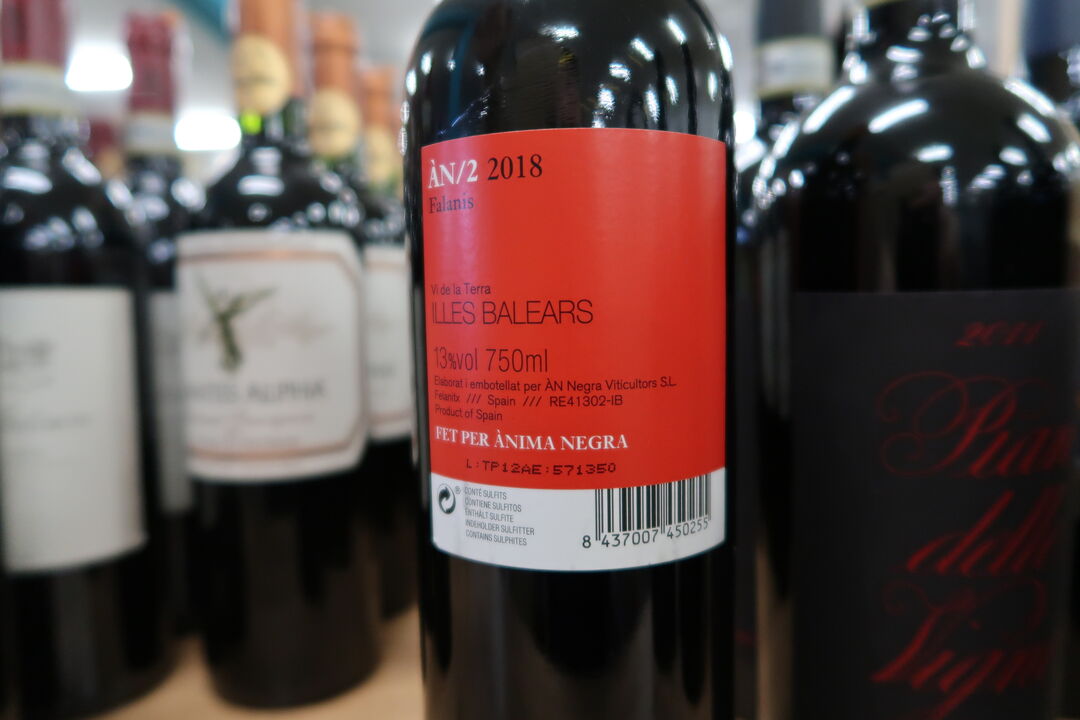 ÀN/2 2018
Falanis
Vi de la Terra
ILLES BALEARS
13%vol 750ml
Elaborat i embotellat per ÀN Negra Viticultors S.L.
Felanitx /// Spain /// RE41302-IB
Product of Spain
FET PER ÀNIMA NEGRA
L:TP12AE:571350
CONTÉ SULFITS
CONTIENE SULFITOS
ENTHÄLT SULFITE
INDEHOLDER SULFITTER
CONTAINS SULPHITES
8 437007 450255
ALPHA
2011
Pian
delle